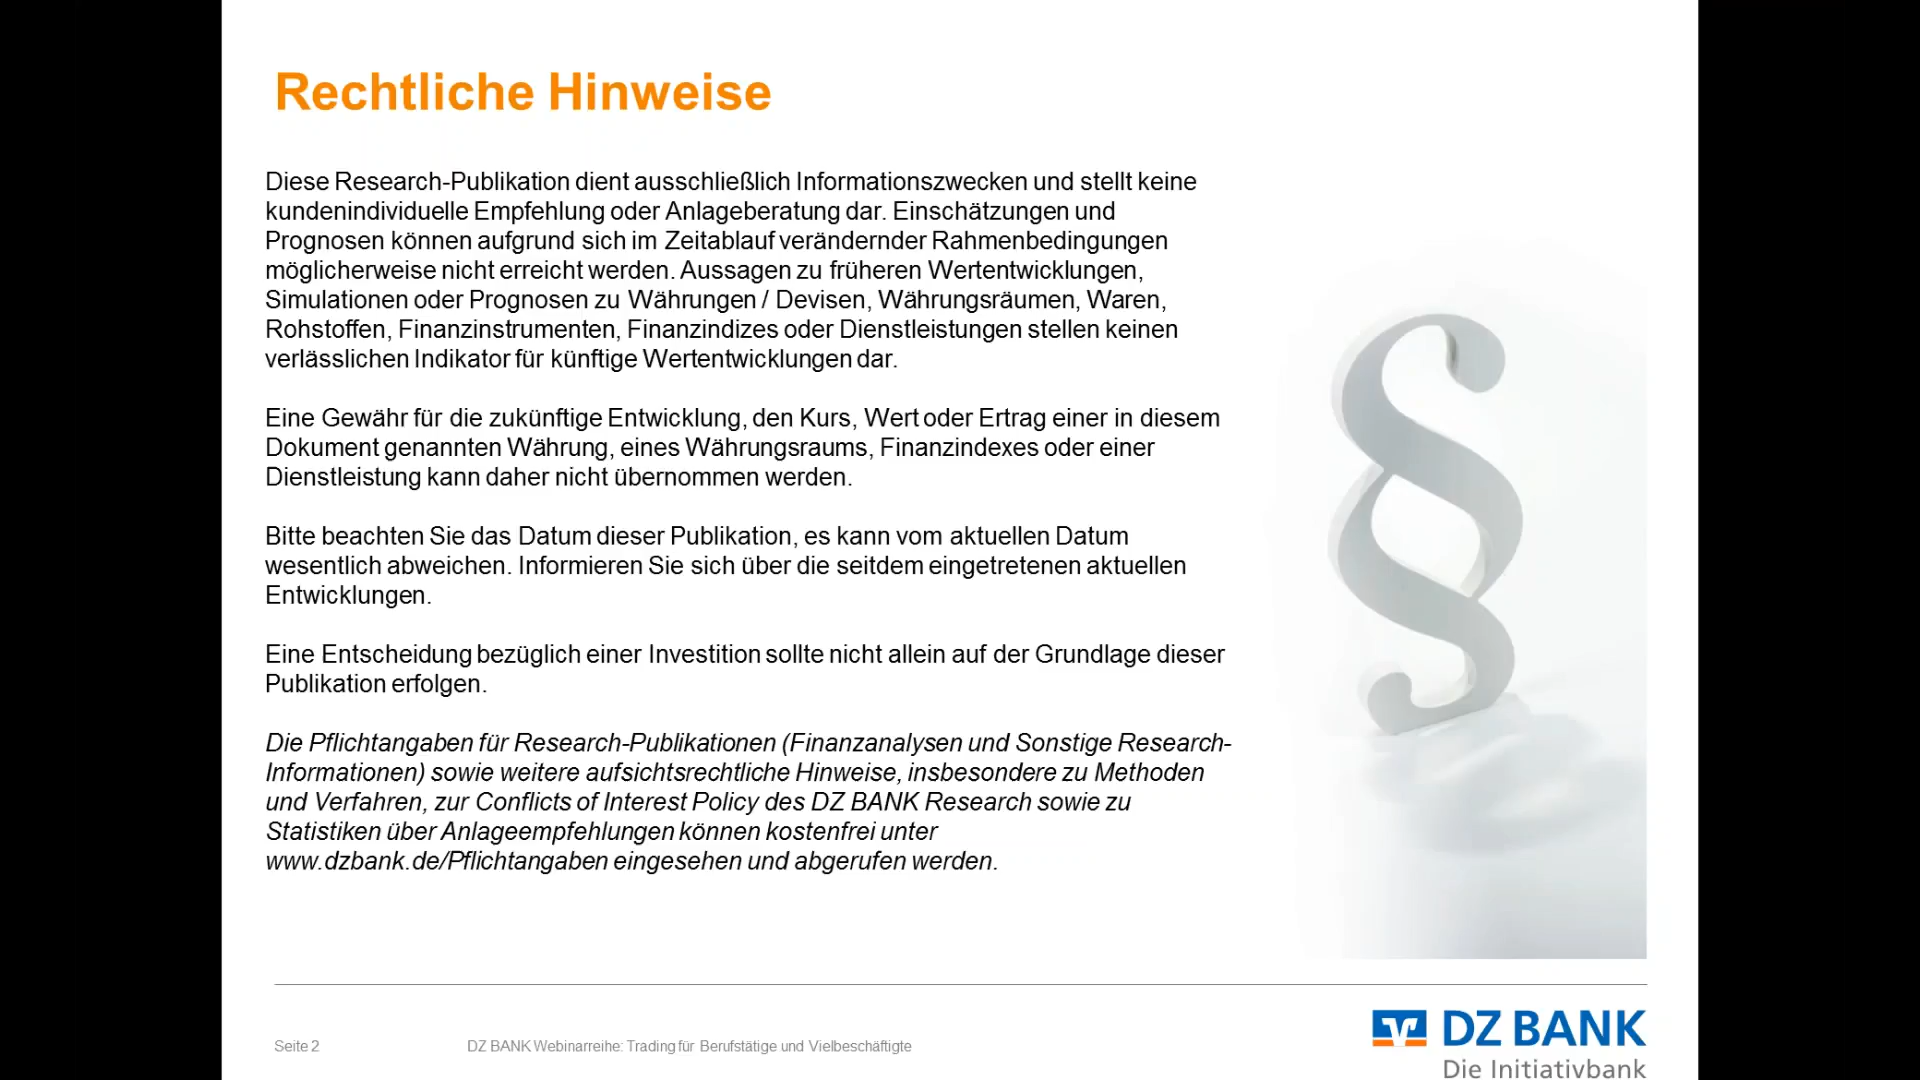 Rechtliche Hinweise
Diese Research-Publikation dient ausschließlich Informationszwecken und stellt keine
kundenindividuelle Empfehlung oder Anlageberatung dar. Einschätzungen und
Prognosen können aufgrund sich im Zeitablauf verändernder Rahmenbedingungen
möglicherweise nicht erreicht werden. Aussagen zu früheren Wertentwicklungen,
Simulationen oder Prognosen zu Währungen / Devisen, Währungsräumen, Waren,
Rohstoffen, Finanzinstrumenten, Finanzindizes oder Dienstleistungen stellen keinen
verlässlichen Indikator für künftige Wertentwicklungen dar.
Eine Gewähr für die zukünftige Entwicklung, den Kurs, Wert oder Ertrag einer in diesem
Dokument genannten Währung, eines Währungsraums, Finanzindexes oder einer
Dienstleistung kann daher nicht übernommen werden.
Bitte beachten Sie das Datum dieser Publikation, es kann vom aktuellen Datum
wesentlich abweichen. Informieren Sie sich über die seitdem eingetretenen aktuellen
Entwicklungen.
Eine Entscheidung bezüglich einer Investition sollte nicht allein auf der Grundlage dieser
Publikation erfolgen.
Die Pflichtangaben für Research-Publikationen (Finanzanalysen und Sonstige Research-
Informationen) sowie weitere aufsichtsrechtliche Hinweise, insbesondere zu Methoden
und Verfahren, zur Conflicts of Interest Policy des DZ BANK Research sowie zu
Statistiken über Anlageempfehlungen können kostenfrei unter
www.dzbank.de/Pflichtangaben eingesehen und abgerufen werden.
§
Seite 2
DZ BANK Webinarreihe: Trading für Berufstätige und Vielbeschäftigte
DZ BANK
Die Initiativbank